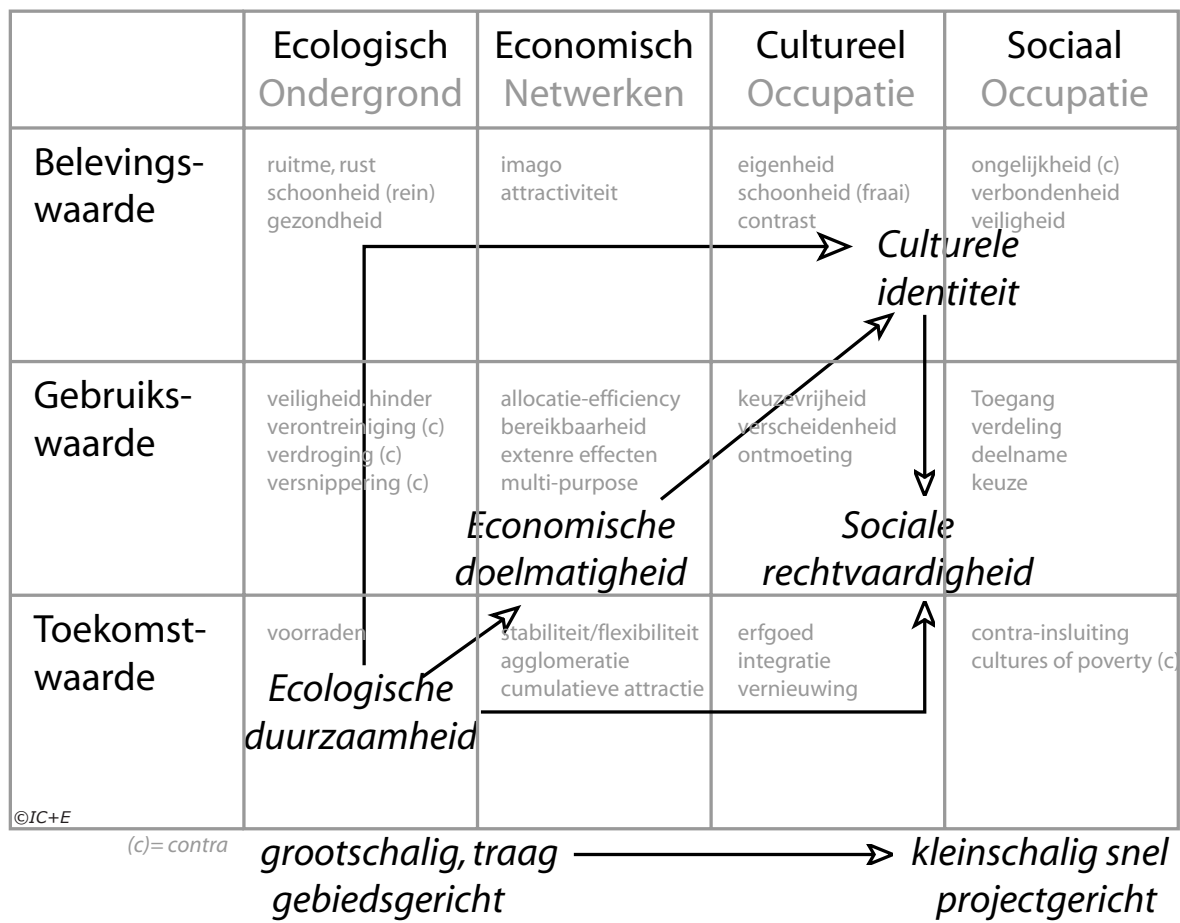 Ecologisch
Ondergrond
Economisch
Netwerken
Cultureel
Occupatie
Sociaal
Occupatie
Belevings-
waarde
ruitme, rust
schoonheid (rein)
gezondheid
imago
attractiviteit
eigenheid
schoonheid (fraai)
contrast
ongelijkheid (c)
verbondenheid
veiligheid
Culturele
identiteit
Gebruiks-
waarde
veiligheid, hinder
verontreiniging (c)
verdroging (c)
versnippering (c)
allocatie-efficiency
bereikbaarheid
extenre effecten
multi-purpose
keuzevrijheid
verscheidenheid
ontmoeting
Toegang
verdeling
deelname
keuze
Economische
doelmatigheid
Sociale
rechtvaardigheid
Toekomst-
waarde
voorraden
stabiliteit/flexibiliteit
agglomeratie
cumulatieve attractie
erfgoed
integratie
vernieuwing
contra-insluiting
cultures of poverty (c)
Ecologische
duurzaamheid
©IC+E
(c)= contra
grootschalig, traag
gebiedsgericht
kleinschalig snel
projectgericht